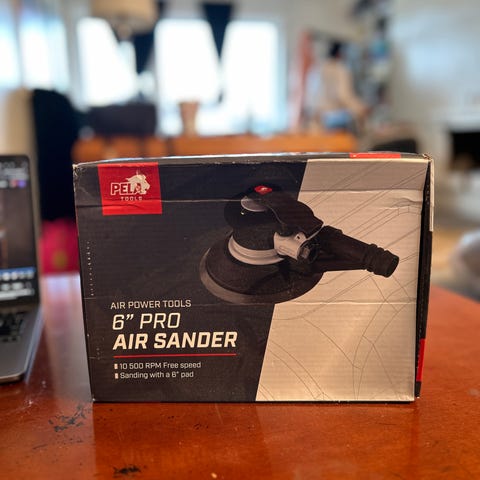 PELA
TOOLS
AIR POWER TOOLS
6" PRO
AIR SANDER
10 500 RPM Free speed
Sanding with a 6" pad